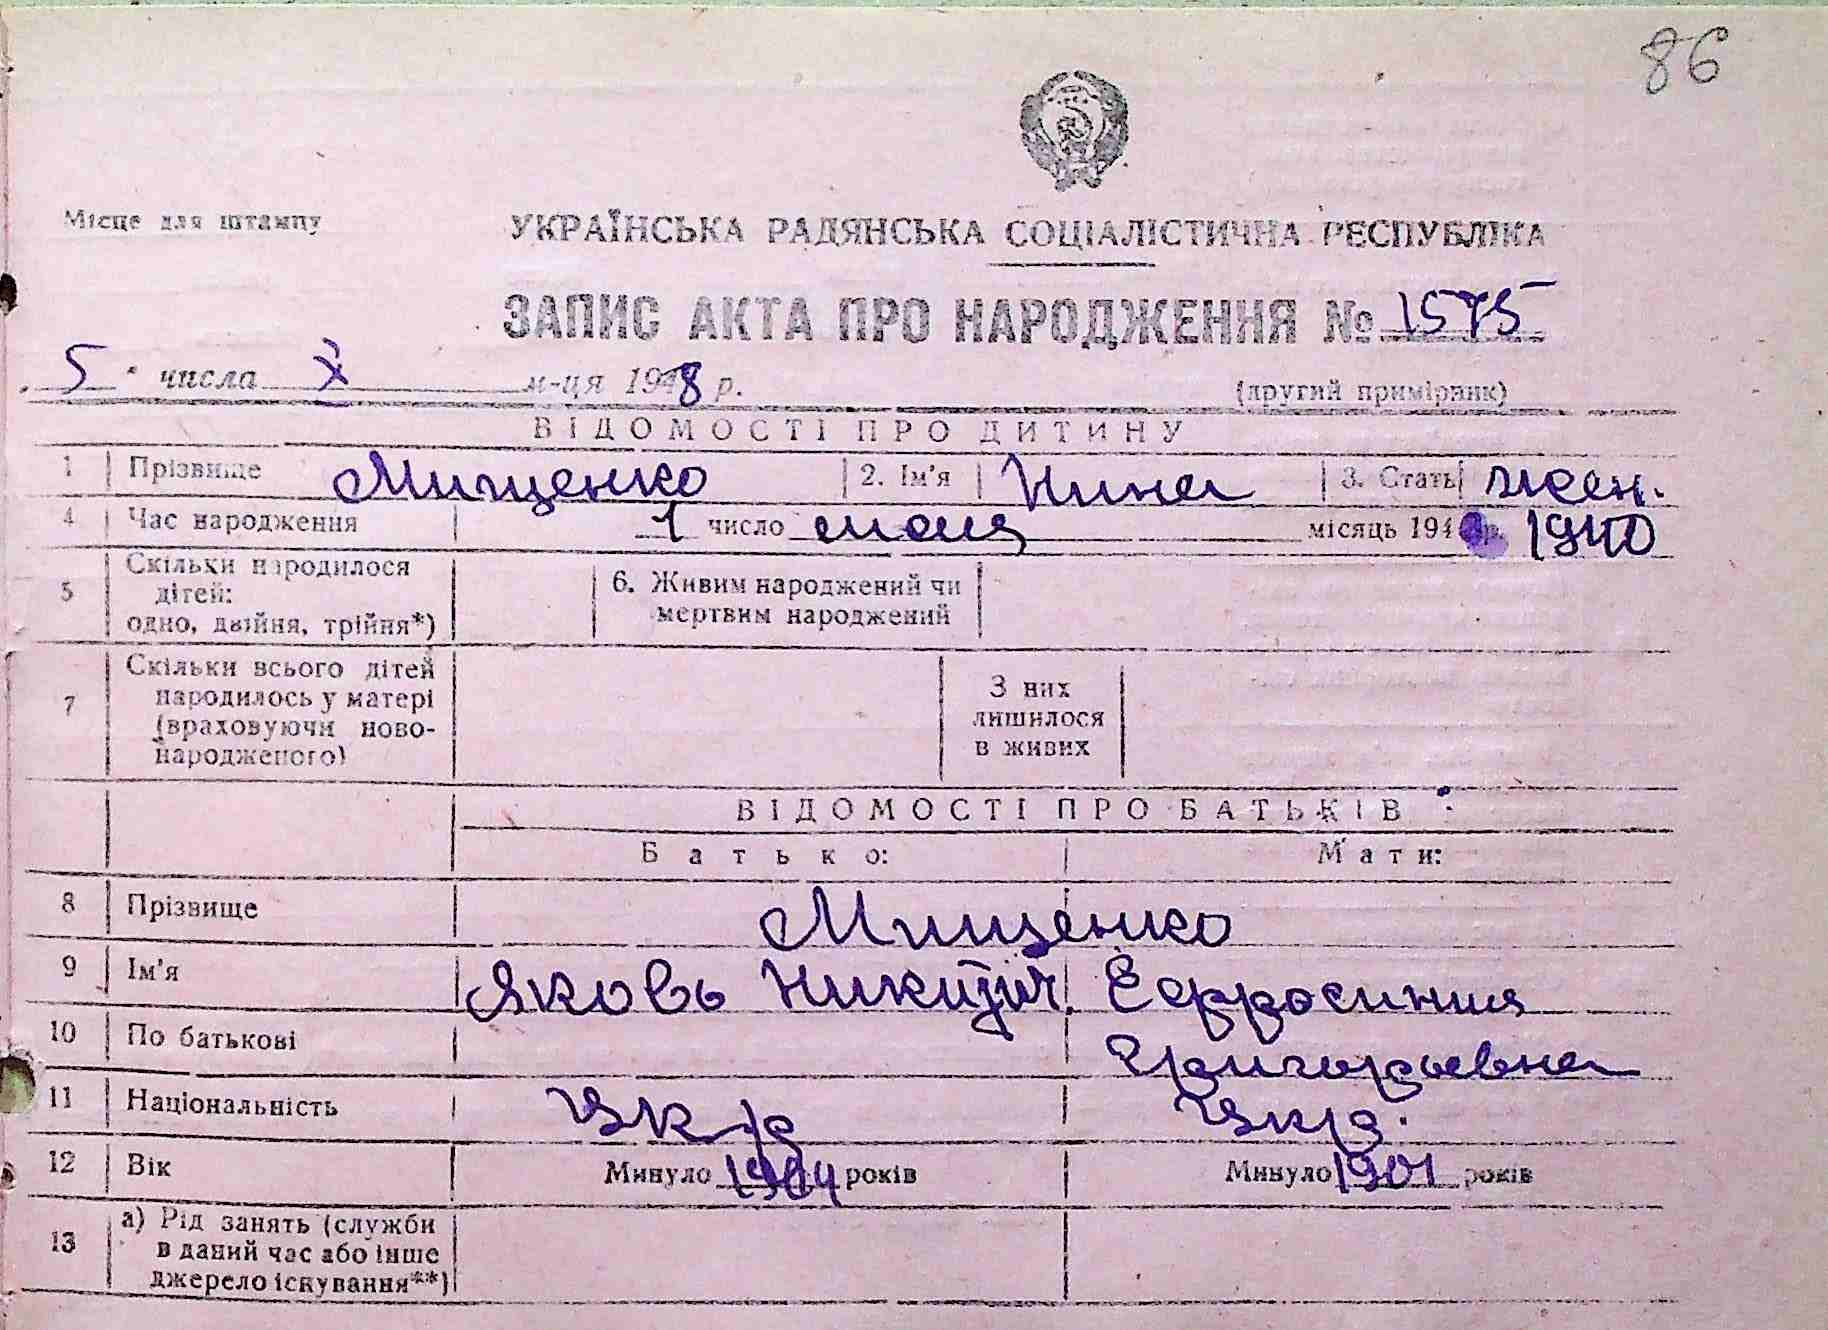 86
Місце для штампу
УКРАЇНСЬКА РАДЯНСЬКА СОЦІАЛІСТИЧНА РЕСПУБЛІКА
ЗАПИС АКТА ПРО НАРОДЖЕННЯ № 1575
„5" числа X м-ця 1948 р. (другий примірник)
ВІДОМОСТІ ПРО ДИТИНУ
1 Прізвище Мищенко 2. Ім'я Нина 3. Стать жен.
4 Час народження 1 число июля місяць 194 р. 1940
5 Скільки народилося дітей: одно, двійня, трійня*) 6. Живим народжений чи мертвим народжений
7 Скільки всього дітей народилось у матері (враховуючи новонародженого) З них лишилося в живих
ВІДОМОСТІ ПРО БАТЬКІВ
Батько: Мати:
8 Прізвище Мищенко
9 Ім'я Яковь Никитич. Ефросиния
10 По батькові Григорьевна
11 Національність Укр Укр.
12 Вік Минуло 1904 років Минуло 1901 років
13 а) Рід занять (служби в даний час або інше джерело існування**)